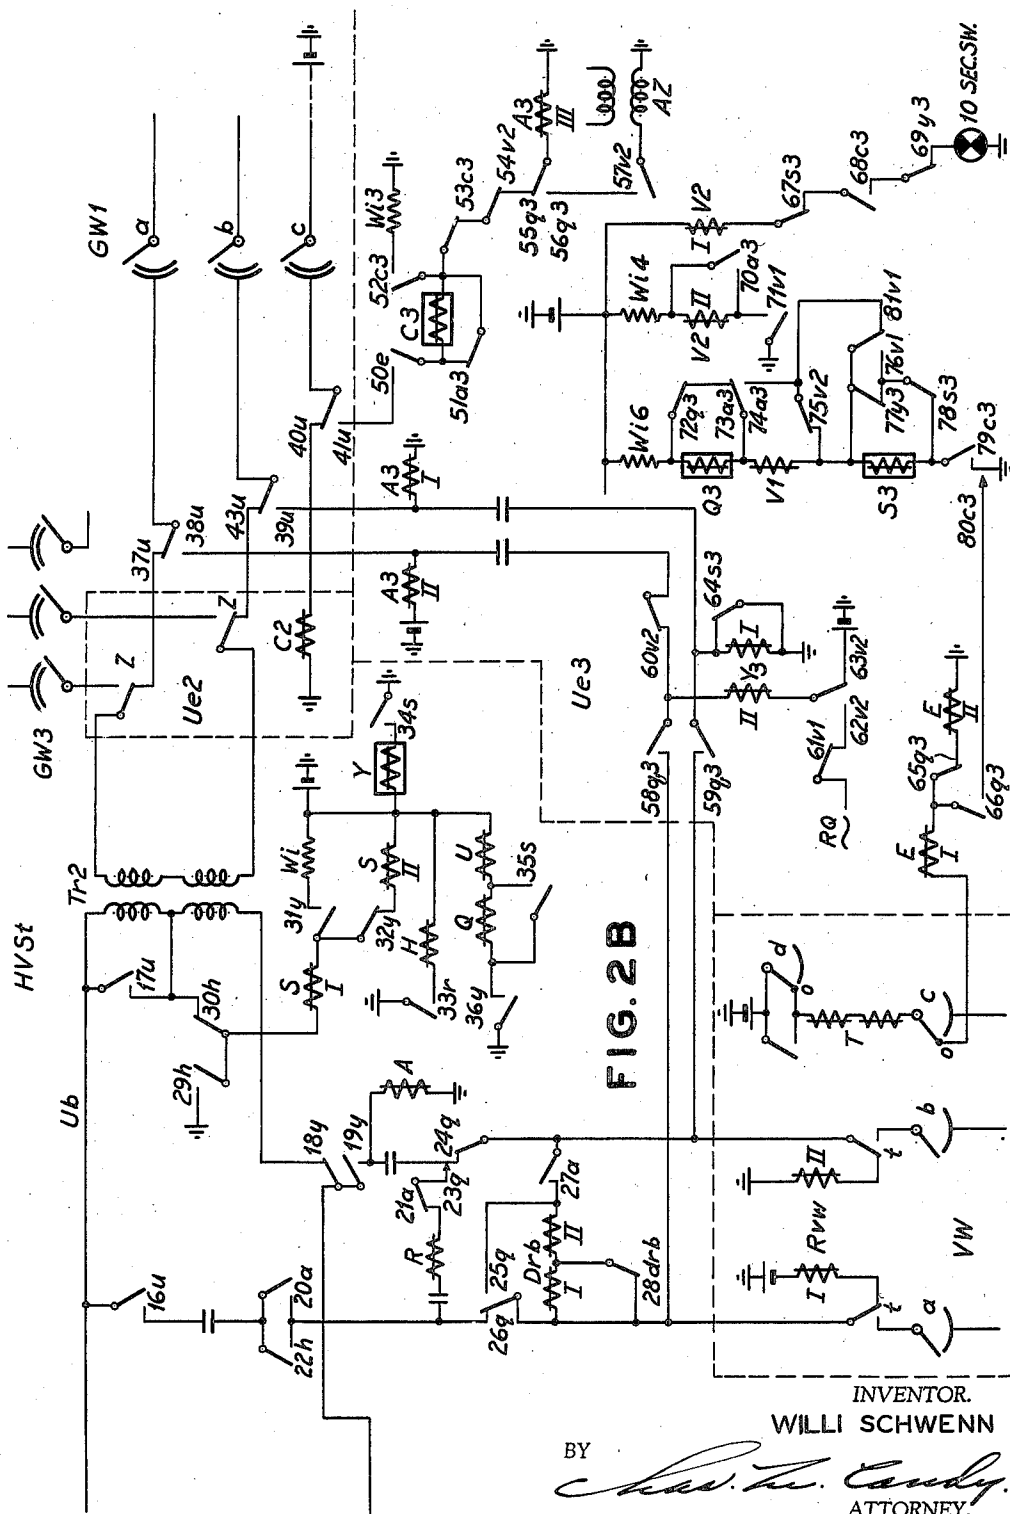 GW1
a
b
c
GW3
37u
38u
43u
39u
40u
41u
Z
Z
Ue2
C2
A3
I
A3
II
50e
51a3
C3
52c3
Wi3
53c3
54v2
55q3
56q3
A3
III
57v2
AZ
HVSt
Tr2
Ub
17u
30h
29h
S
I
31y
Wi
32y
S
II
Y
34s
H
33r
Q
U
35s
36y
16u
20a
22h
18y
19y
A
21a
R
23q
24q
25q
26q
Drb
I
II
27a
28drb
FIG. 2B
Ue3
58q3
59q3
60v2
64s3
Y3
I
II
61v1
62v2
63v2
RQ
E
I
65q3
66q3
E
II
80c3
Wi6
72q3
73a3
74a3
Q3
V1
75v2
76v1
77y3
78s3
79c3
S3
81v1
Wi4
V2
II
70a3
71v1
V2
I
67s3
68c3
69y3
10 SEC.SW.
d
o
T
c
o
II
Rvw
I
t
t
a
b
VW
INVENTOR.
WILLI SCHWENN
BY
ATTORNEY.